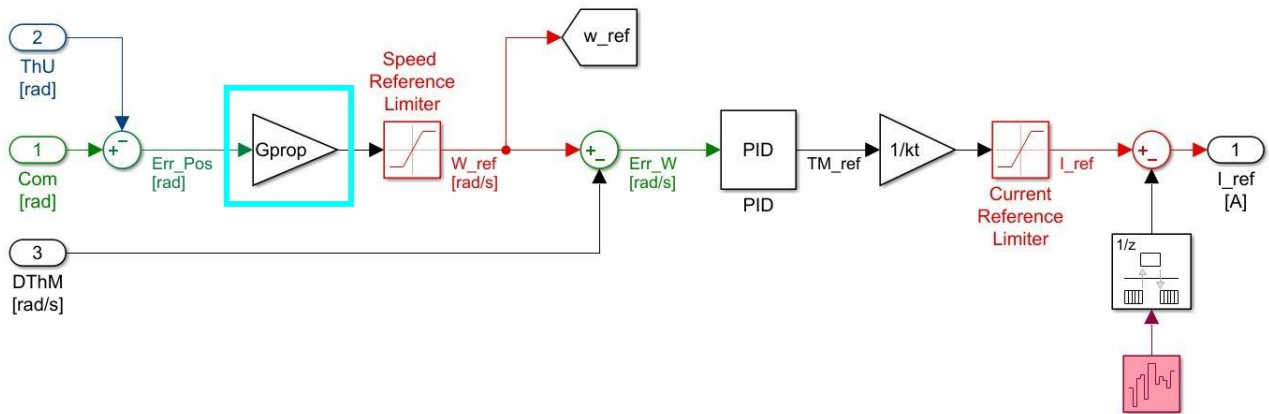 2
ThU
[rad]
1
Com
[rad]
3
DThM
[rad/s]
+
−
Err_Pos
[rad]
Gprop
Speed
Reference
Limiter
W_ref
[rad/s]
w_ref
+
−
Err_W
[rad/s]
PID
PID
TM_ref
1/kt
Current
Reference
Limiter
I_ref
+
−
1
I_ref
[A]
1/z